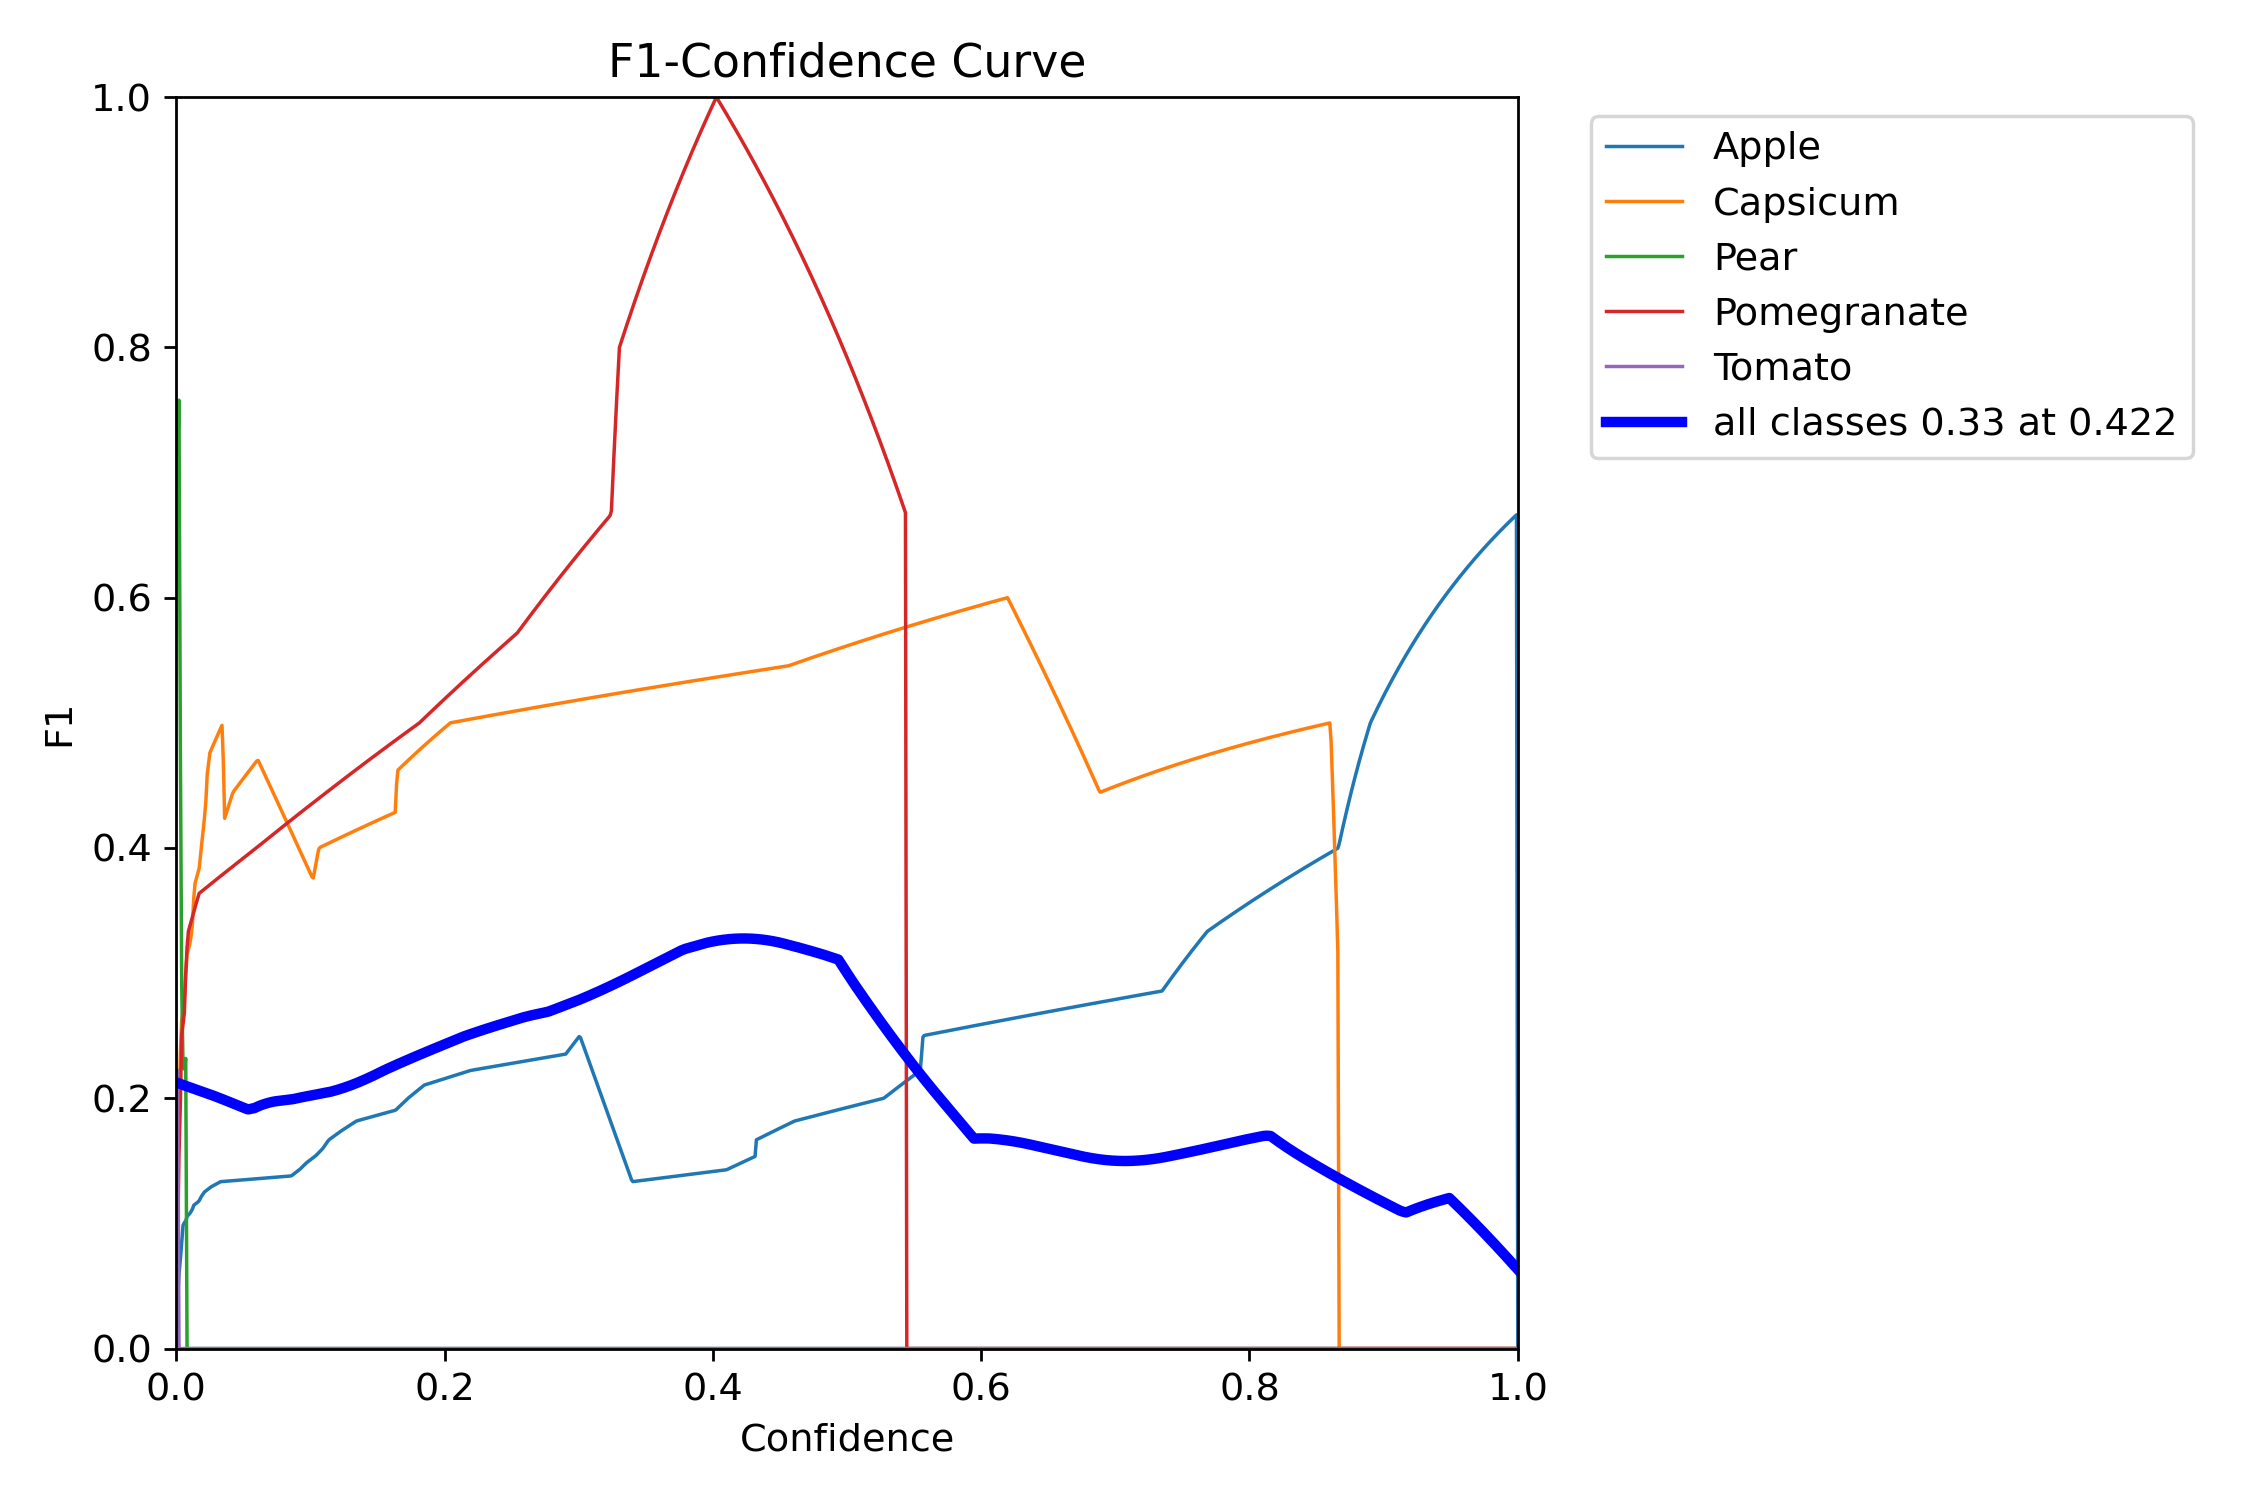 F1-Confidence Curve
1.0
0.8
0.6
0.4
0.2
0.0
F1
0.0 0.2 0.4 0.6 0.8 1.0
Confidence
Apple
Capsicum
Pear
Pomegranate
Tomato
all classes 0.33 at 0.422